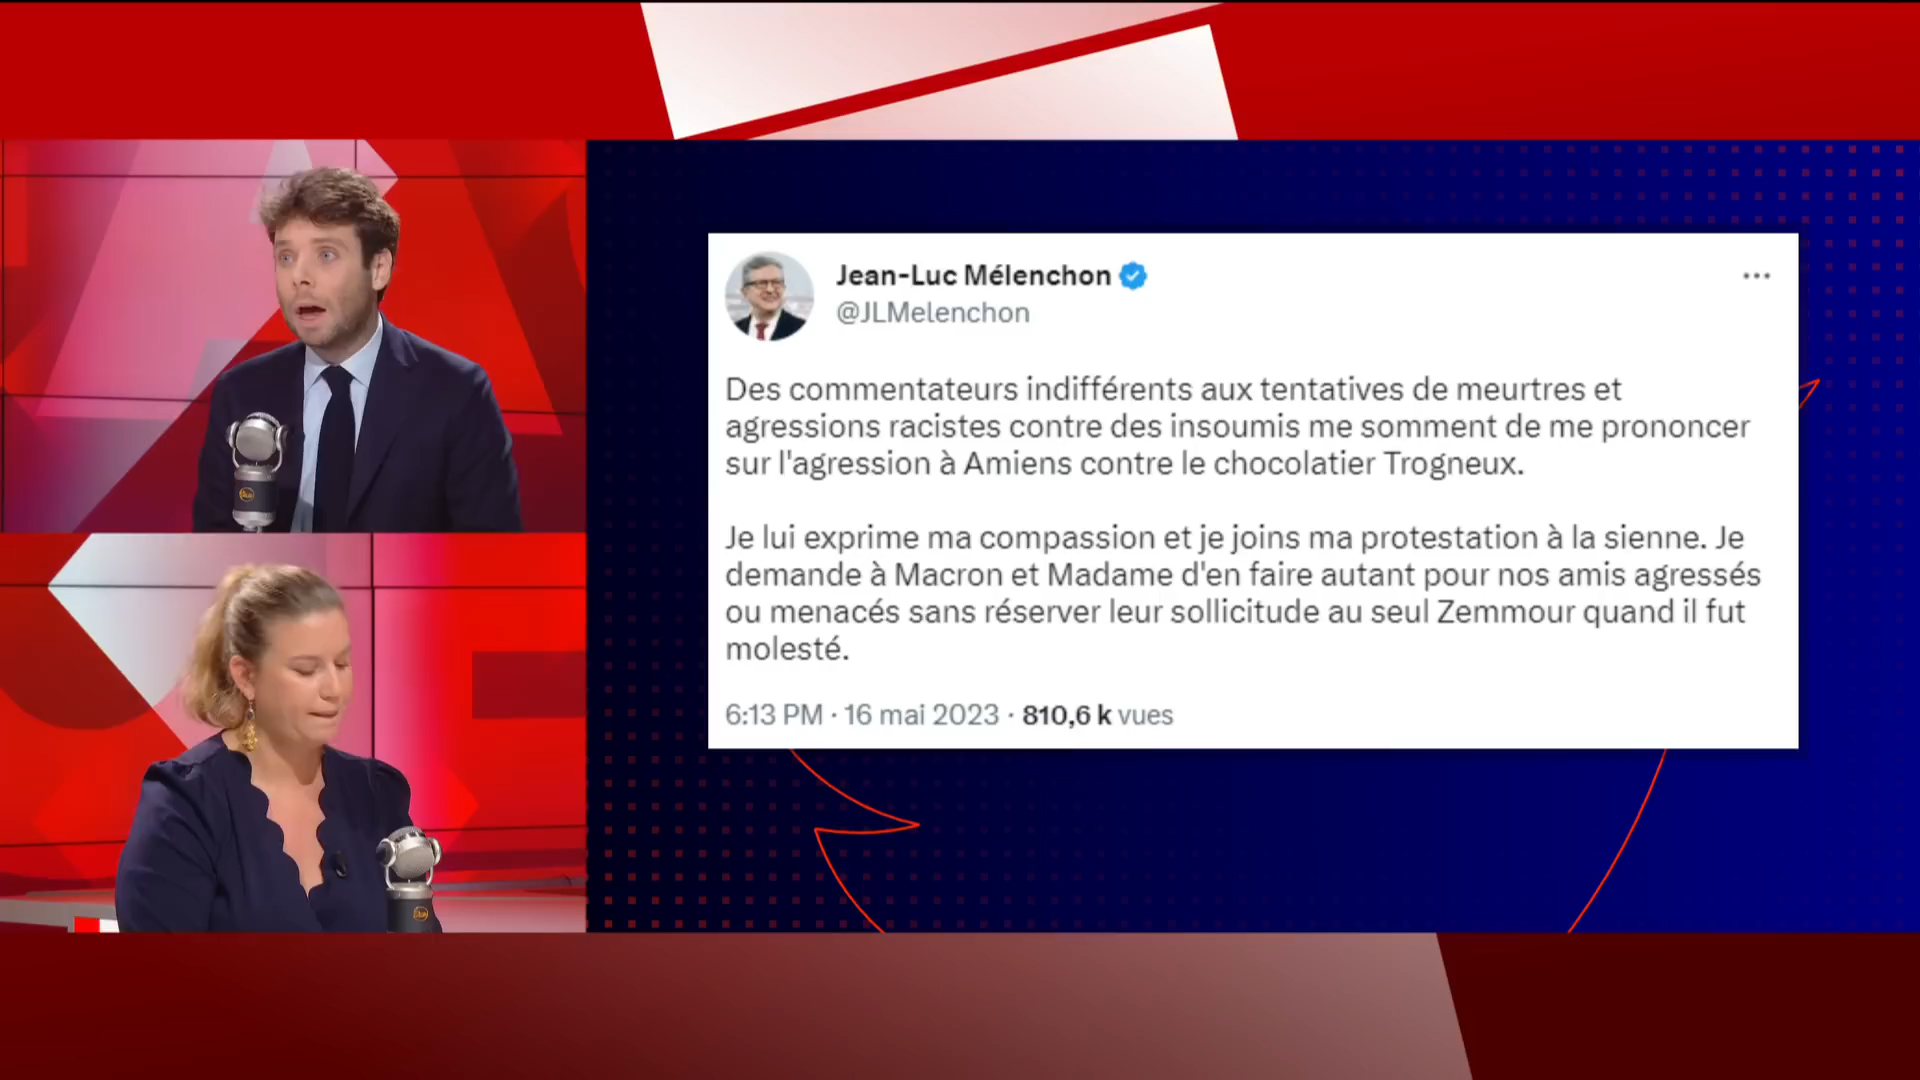 Jean-Luc Mélenchon
@JLMelenchon
Des commentateurs indifférents aux tentatives de meurtres et
agressions racistes contre des insoumis me somment de me prononcer
sur l'agression à Amiens contre le chocolatier Trogneux.
Je lui exprime ma compassion et je joins ma protestation à la sienne. Je
demande à Macron et Madame d'en faire autant pour nos amis agressés
ou menacés sans réserver leur sollicitude au seul Zemmour quand il fut
molesté.
6:13 PM · 16 mai 2023 · 810,6 k vues